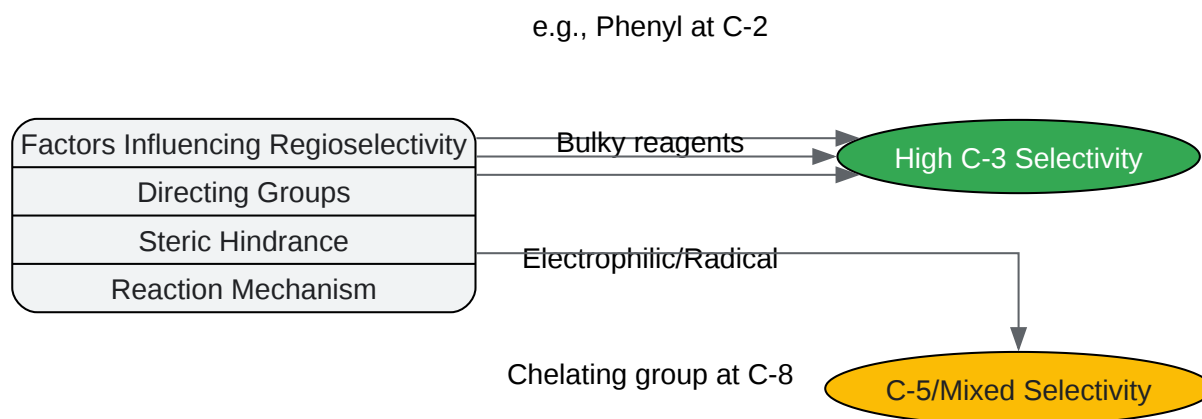 e.g., Phenyl at C-2
Factors Influencing Regioselectivity
Directing Groups
Steric Hindrance
Reaction Mechanism
Bulky reagents
High C-3 Selectivity
Electrophilic/Radical
Chelating group at C-8
C-5/Mixed Selectivity